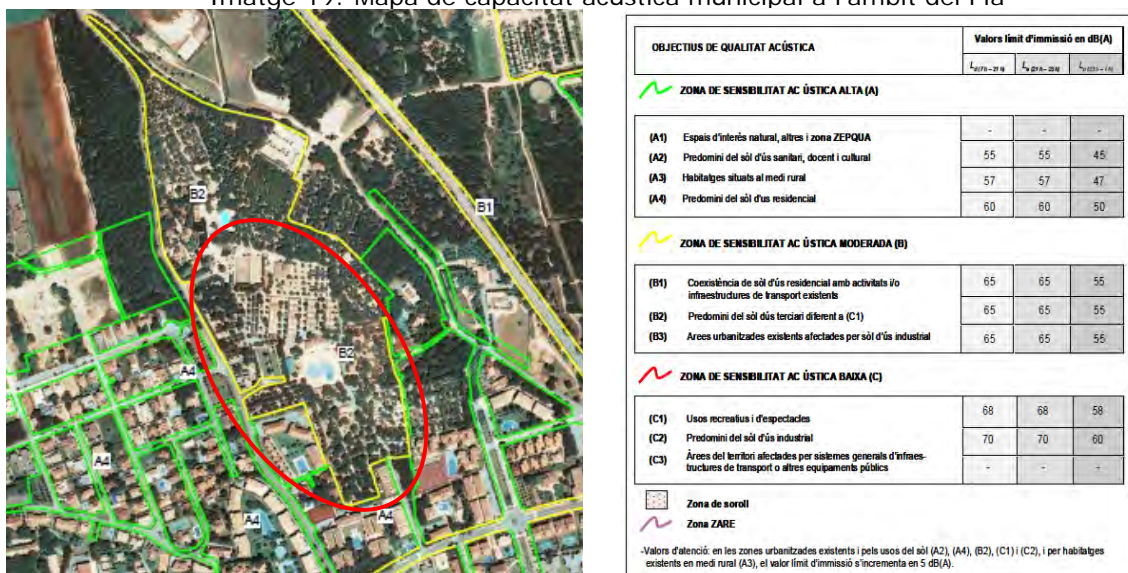 Imatge 19. Mapa de capacitat acústica municipal a l'àmbit del Pla
B2
B1
B2
A4
A4
A4
A4
OBJECTIUS DE QUALITAT ACÚSTICA
Valors límit d'immissió en dB(A)
ZONA DE SENSIBILITAT AC ÚSTICA ALTA (A)
(A1) Espais d'interès natural, altres i zona ZEPQUA - - -
(A2) Predomini del sòl d'ús sanitari, docent i cultural 55 55 45
(A3) Habitatges situats al medi rural 57 57 47
(A4) Predomini del sòl d'us residencial 60 60 50
ZONA DE SENSIBILITAT AC ÚSTICA MODERADA (B)
(B1) Coexistència de sòl d'ús residencial amb activitats i/o
infraestructures de transport existents 65 65 55
(B2) Predomini del sòl dús terciari diferent a (C1) 65 65 55
(B3) Arees urbanitzades existents afectades per sòl d'ús industrial 65 65 55
ZONA DE SENSIBILITAT AC ÚSTICA BAIXA (C)
(C1) Usos recreatius i d'espectacles 68 68 58
(C2) Predomini del sòl d'ús industrial 70 70 60
(C3) Àrees del territori afectades per sistemes generals d'infraes-
tructures de transport o altres equipaments públics - - -
Zona de soroll
Zona ZARE
-Valors d'atenció: en les zones urbanitzades existents i pels usos del sòl (A2), (A4), (B2), (C1) i (C2), i per habitatges
existents en medi rural (A3), el valor límit d'immissió s'incrementa en 5 dB(A).